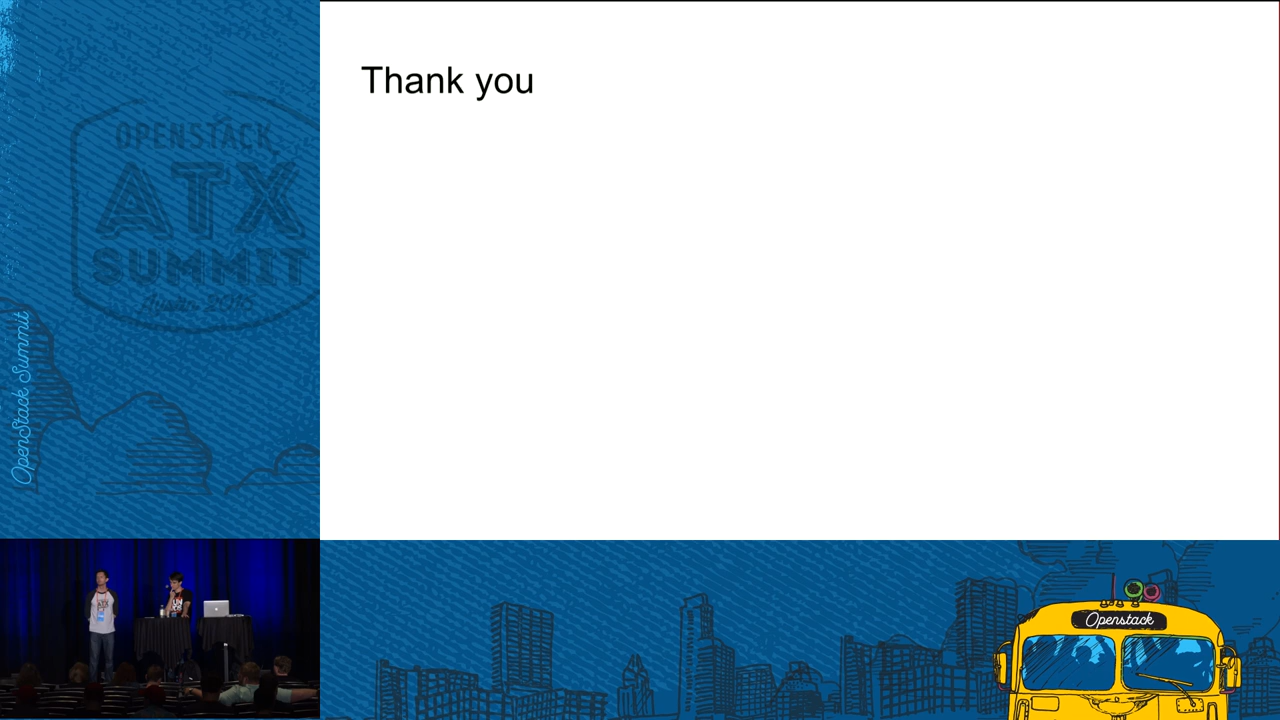 Thank you
OPENSTACK
ATX
SUMMIT
Austin 2016
OpenStack Summit
Openstack